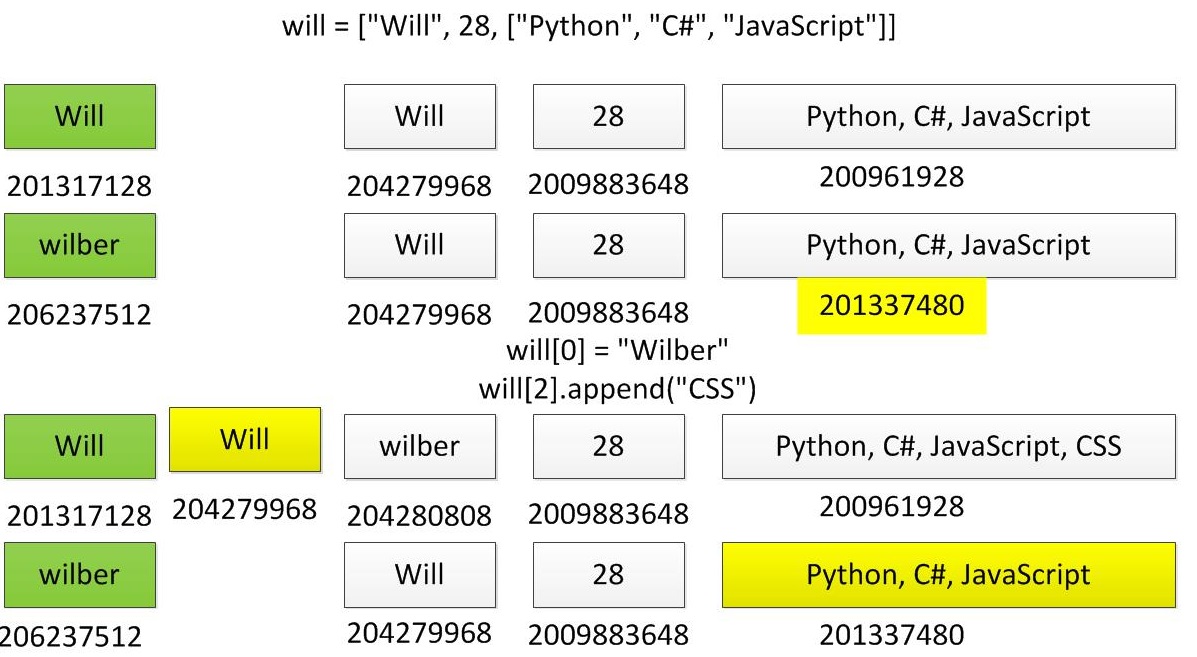 will = ["Will", 28, ["Python", "C#", "JavaScript"]]
Will Will 28 Python, C#, JavaScript
201317128 204279968 2009883648 200961928
wilber Will 28 Python, C#, JavaScript
206237512 204279968 2009883648 201337480
will[0] = "Wilber"
will[2].append("CSS")
Will Will wilber 28 Python, C#, JavaScript, CSS
201317128 204279968 204280808 2009883648 200961928
wilber Will 28 Python, C#, JavaScript
206237512 204279968 2009883648 201337480